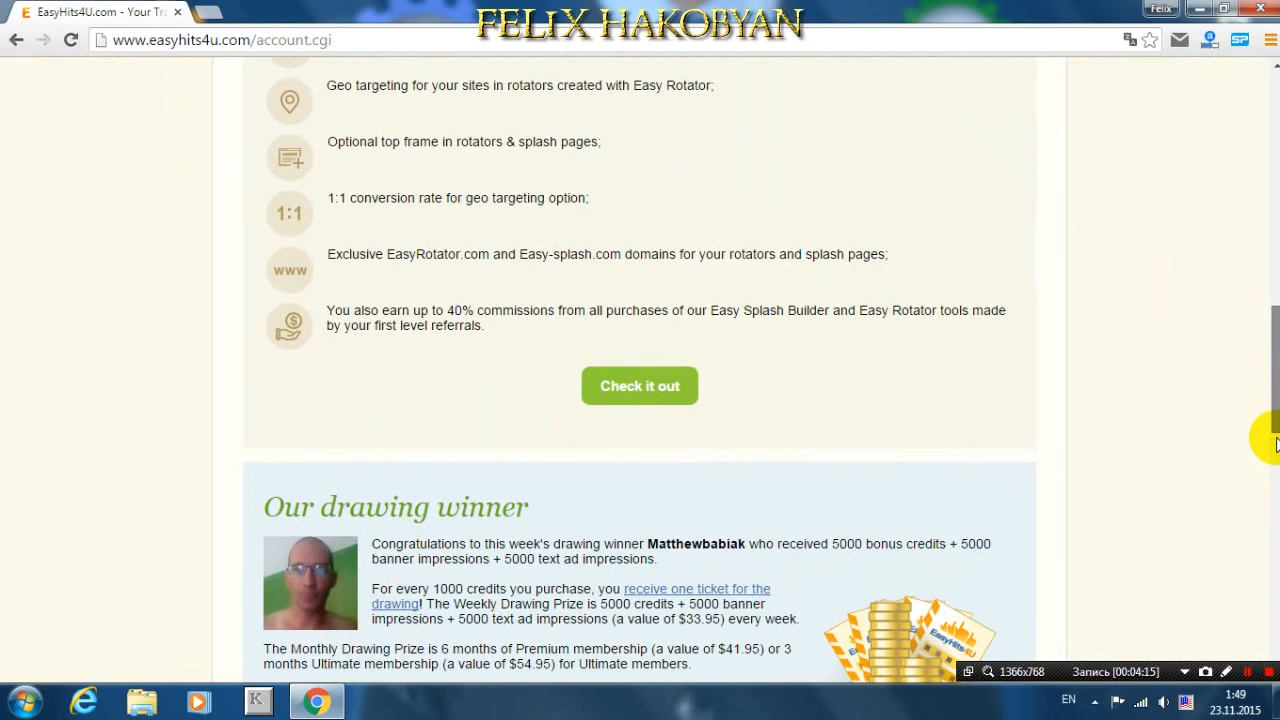 EasyHits4U.com - Your Tra
FELIX HAKOBYAN
Felix
www.easyhits4u.com/account.cgi
Geo targeting for your sites in rotators created with Easy Rotator;
Optional top frame in rotators & splash pages;
1:1
1:1 conversion rate for geo targeting option;
www
Exclusive EasyRotator.com and Easy-splash.com domains for your rotators and splash pages;
You also earn up to 40% commissions from all purchases of our Easy Splash Builder and Easy Rotator tools made
by your first level referrals.
Check it out
Our drawing winner
Congratulations to this week's drawing winner Matthewbabiak who received 5000 bonus credits + 5000
banner impressions + 5000 text ad impressions.
For every 1000 credits you purchase, you receive one ticket for the
drawing! The Weekly Drawing Prize is 5000 credits + 5000 banner
impressions + 5000 text ad impressions (a value of $33.95) every week.
The Monthly Drawing Prize is 6 months of Premium membership (a value of $41.95) or 3
months Ultimate membership (a value of $54.95) for Ultimate members.
EasyHits4U
1366x768
Запись [00:04:15]
EN
1:49
23.11.2015